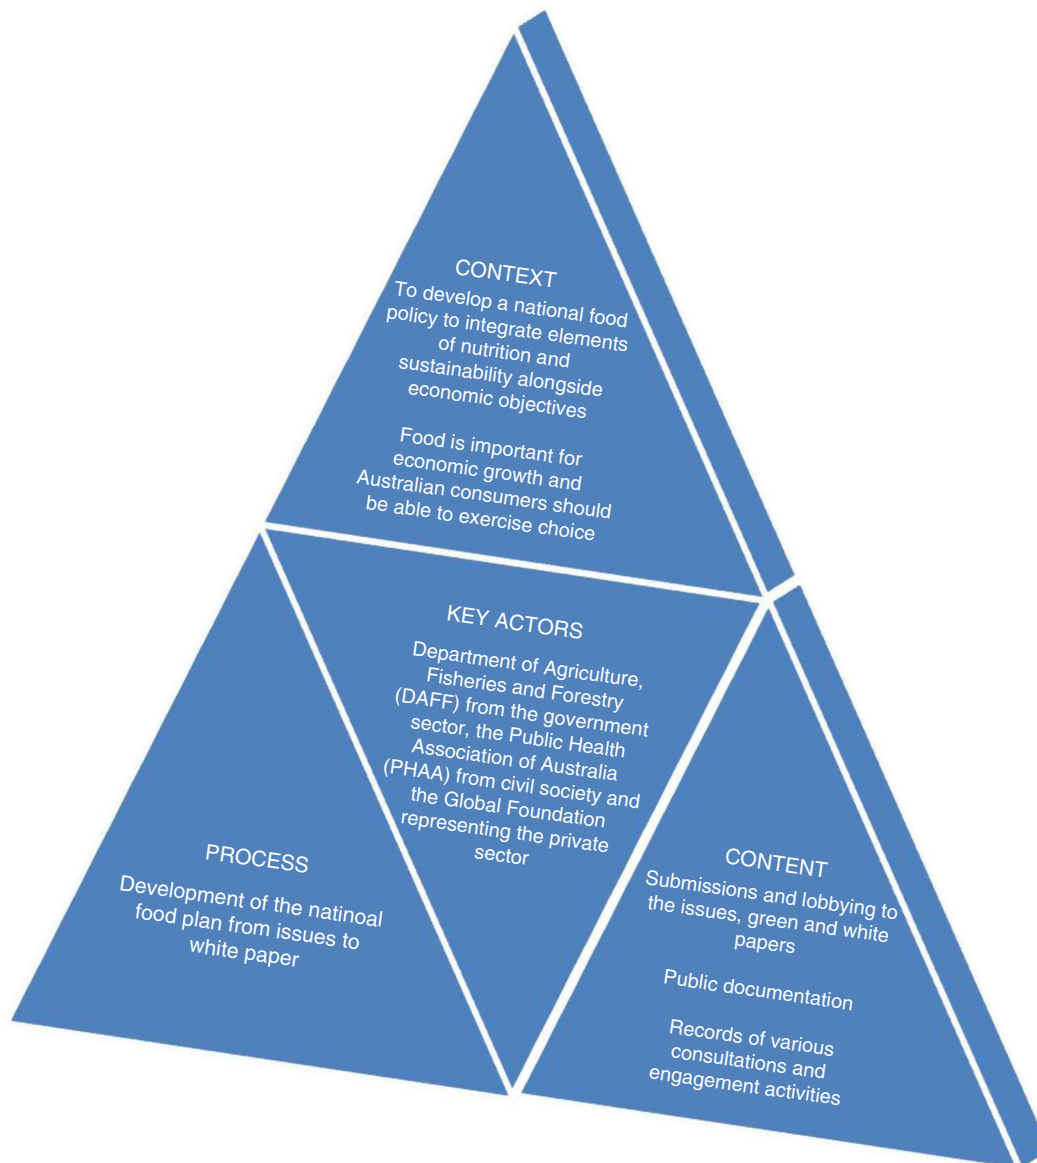 CONTEXT
To develop a national food
policy to integrate elements
of nutrition and
sustainability alongside
economic objectives
Food is important for
economic growth and
Australian consumers should
be able to exercise choice
KEY ACTORS
Department of Agriculture,
Fisheries and Forestry
(DAFF) from the government
sector, the Public Health
Association of Australia
(PHAA) from civil society and
the Global Foundation
representing the private
sector
PROCESS
Development of the natinoal
food plan from issues to
white paper
CONTENT
Submissions and lobbying to
the issues, green and white
papers
Public documentation
Records of various
consultations and
engagement activities